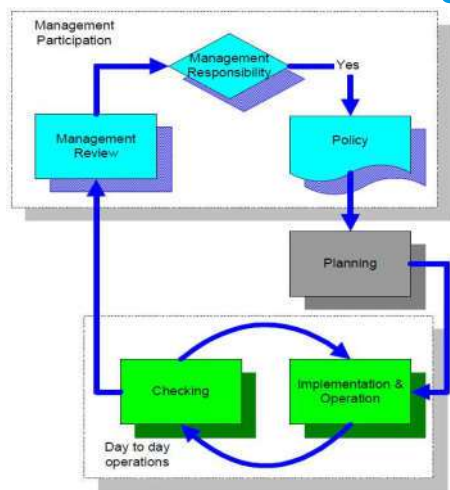 Management
Participation
Management
Responsibility
Yes
Management
Review
Policy
Planning
Checking
Implementation &
Operation
Day to day
operations